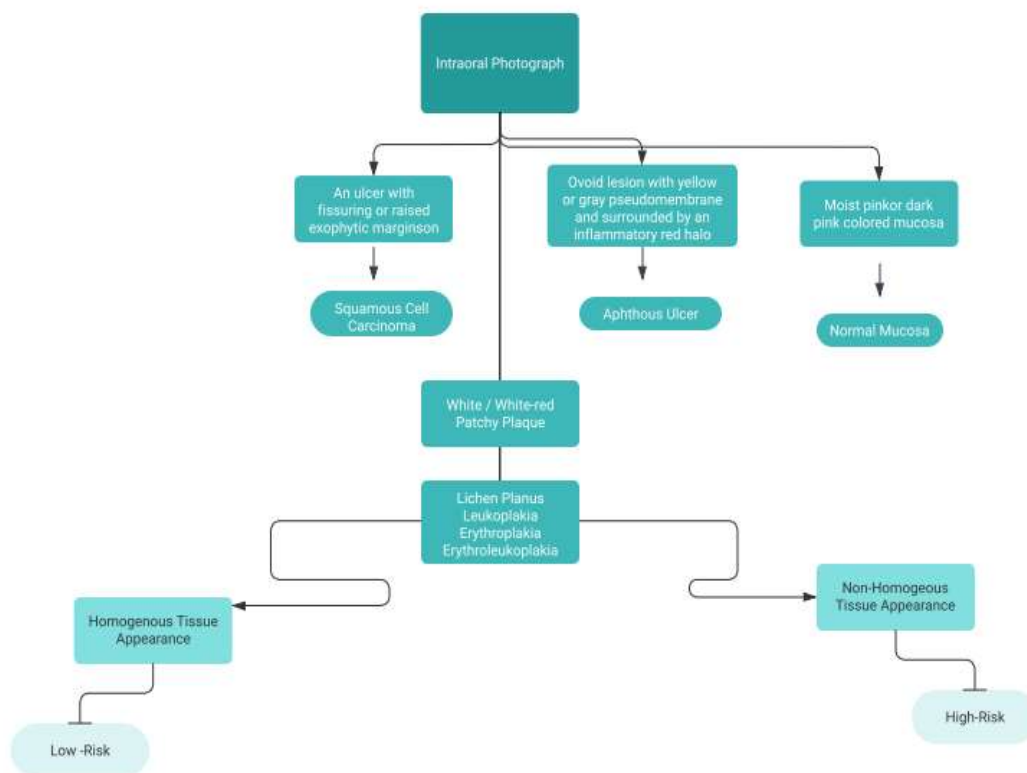 Intraoral Photograph
An ulcer with
fissuring or raised
exophytic marginson
Ovoid lesion with yellow
or gray pseudomembrane
and surrounded by an
inflammatory red halo
Moist pinkor dark
pink colored mucosa
Squamous Cell
Carcinoma
Aphthous Ulcer
Normal Mucosa
White / White-red
Patchy Plaque
Lichen Planus
Leukoplakia
Erythroplakia
Erythroleukoplakia
Homogenous Tissue
Appearance
Non-Homogeous
Tissue Appearance
Low -Risk
High-Risk